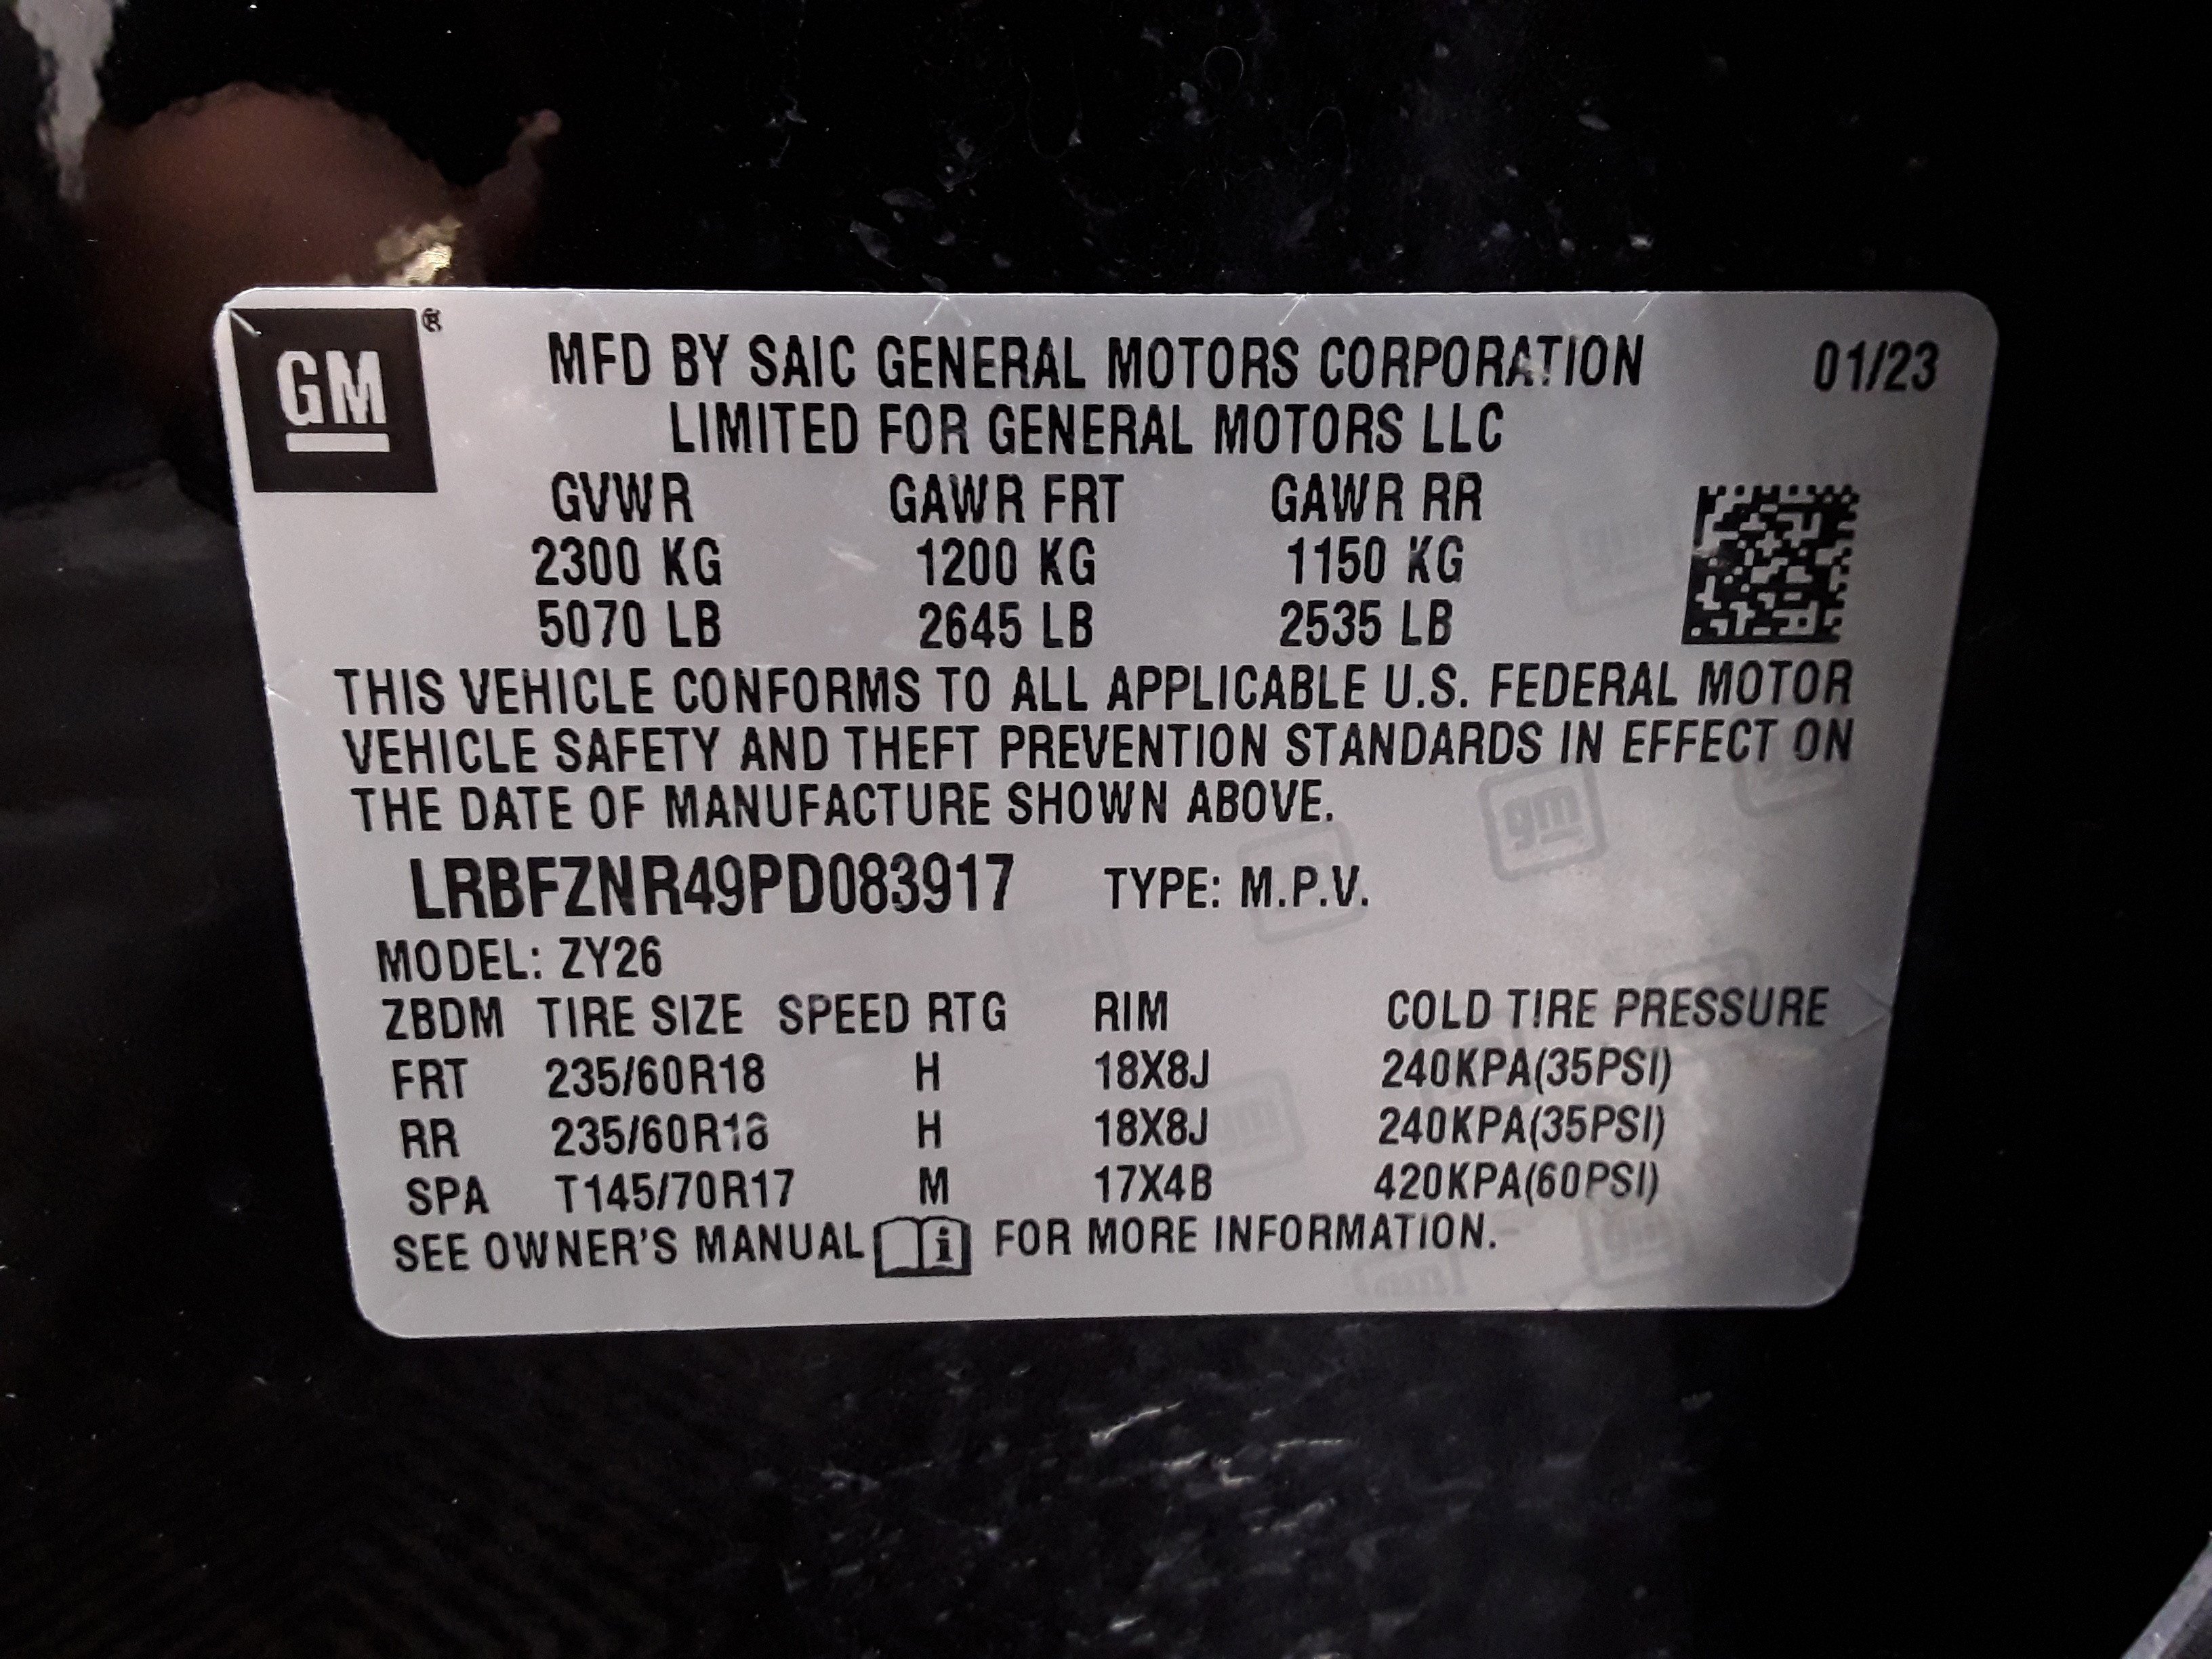 GM®
MFD BY SAIC GENERAL MOTORS CORPORATION 01/23
LIMITED FOR GENERAL MOTORS LLC
GVWR GAWR FRT GAWR RR
2300 KG 1200 KG 1150 KG
5070 LB 2645 LB 2535 LB
THIS VEHICLE CONFORMS TO ALL APPLICABLE U.S. FEDERAL MOTOR
VEHICLE SAFETY AND THEFT PREVENTION STANDARDS IN EFFECT ON
THE DATE OF MANUFACTURE SHOWN ABOVE.
LRBFZNR49PD083917 TYPE: M.P.V.
MODEL: ZY26
ZBDM TIRE SIZE SPEED RTG RIM COLD TIRE PRESSURE
FRT 235/60R18 H 18X8J 240KPA(35PSI)
RR 235/60R18 H 18X8J 240KPA(35PSI)
SPA T145/70R17 M 17X4B 420KPA(60PSI)
SEE OWNER'S MANUAL i FOR MORE INFORMATION.